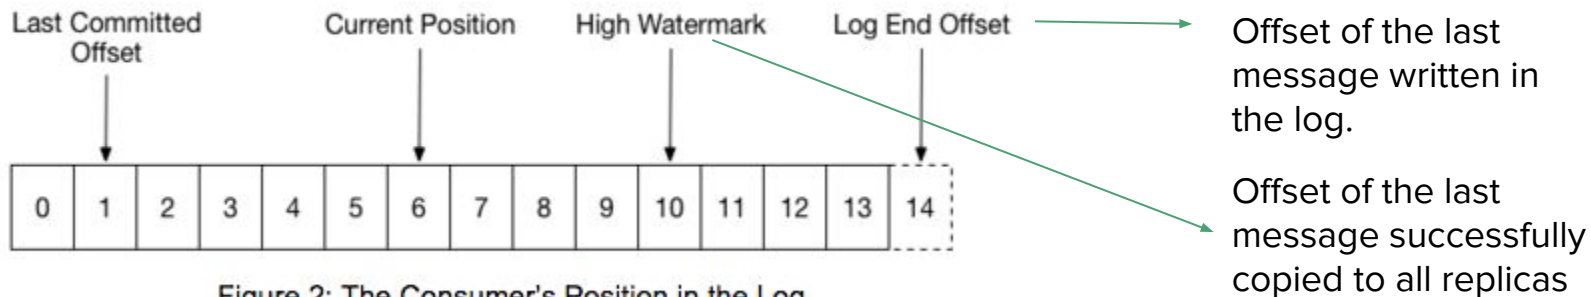 Last Committed
Offset
Current Position
High Watermark
Log End Offset
0 1 2 3 4 5 6 7 8 9 10 11 12 13 14
Figure 2: The Consumer's Position in the Log
Offset of the last
message written in
the log.
Offset of the last
message successfully
copied to all replicas